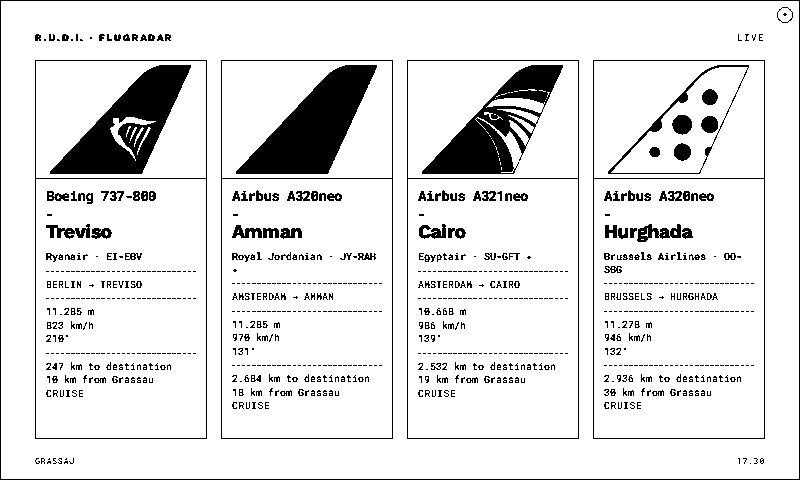 R.U.D.I. · FLUGRADAR
LIVE
Boeing 737-800
-
Treviso
Ryanair · EI-EBV
BERLIN → TREVISO
11.285 m
823 km/h
210°
247 km to destination
10 km from Grassau
CRUISE
Airbus A320neo
-
Amman
Royal Jordanian · JY-RAH
✦
AMSTERDAM → AMMAN
11.285 m
970 km/h
131°
2.684 km to destination
18 km from Grassau
CRUISE
Airbus A321neo
-
Cairo
Egyptair · SU-GFT ✦
AMSTERDAM → CAIRO
10.668 m
986 km/h
139°
2.532 km to destination
19 km from Grassau
CRUISE
Airbus A320neo
-
Hurghada
Brussels Airlines · OO-
SBG
BRUSSELS → HURGHADA
11.278 m
946 km/h
132°
2.936 km to destination
30 km from Grassau
CRUISE
GRASSAU
17.30